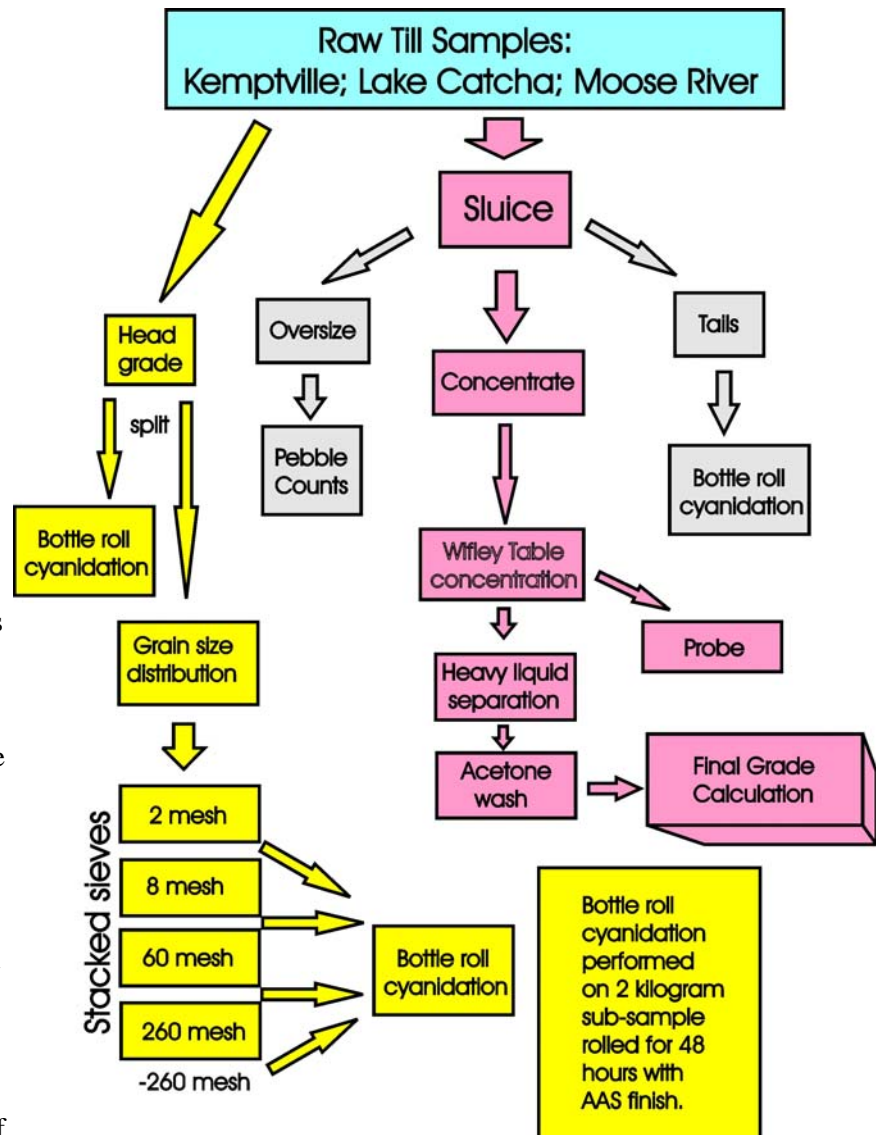 Raw Till Samples:
Kemptville; Lake Catcha; Moose River
Sluice
Head
grade
Oversize
Tails
Concentrate
split
Pebble
Counts
Bottle roll
cyanidation
Bottle roll
cyanidation
Wifley Table
concentration
s
Grain size
distribution
Probe
Heavy liquid
separation
e
Acetone
wash
Final Grade
Calculation
Stacked sieves
2 mesh
8 mesh
60 mesh
260 mesh
-260 mesh
Bottle roll
cyanidation
Bottle roll
cyanidation
performed
on 2 kilogram
sub-sample
rolled for 48
hours with
AAS finish.
f